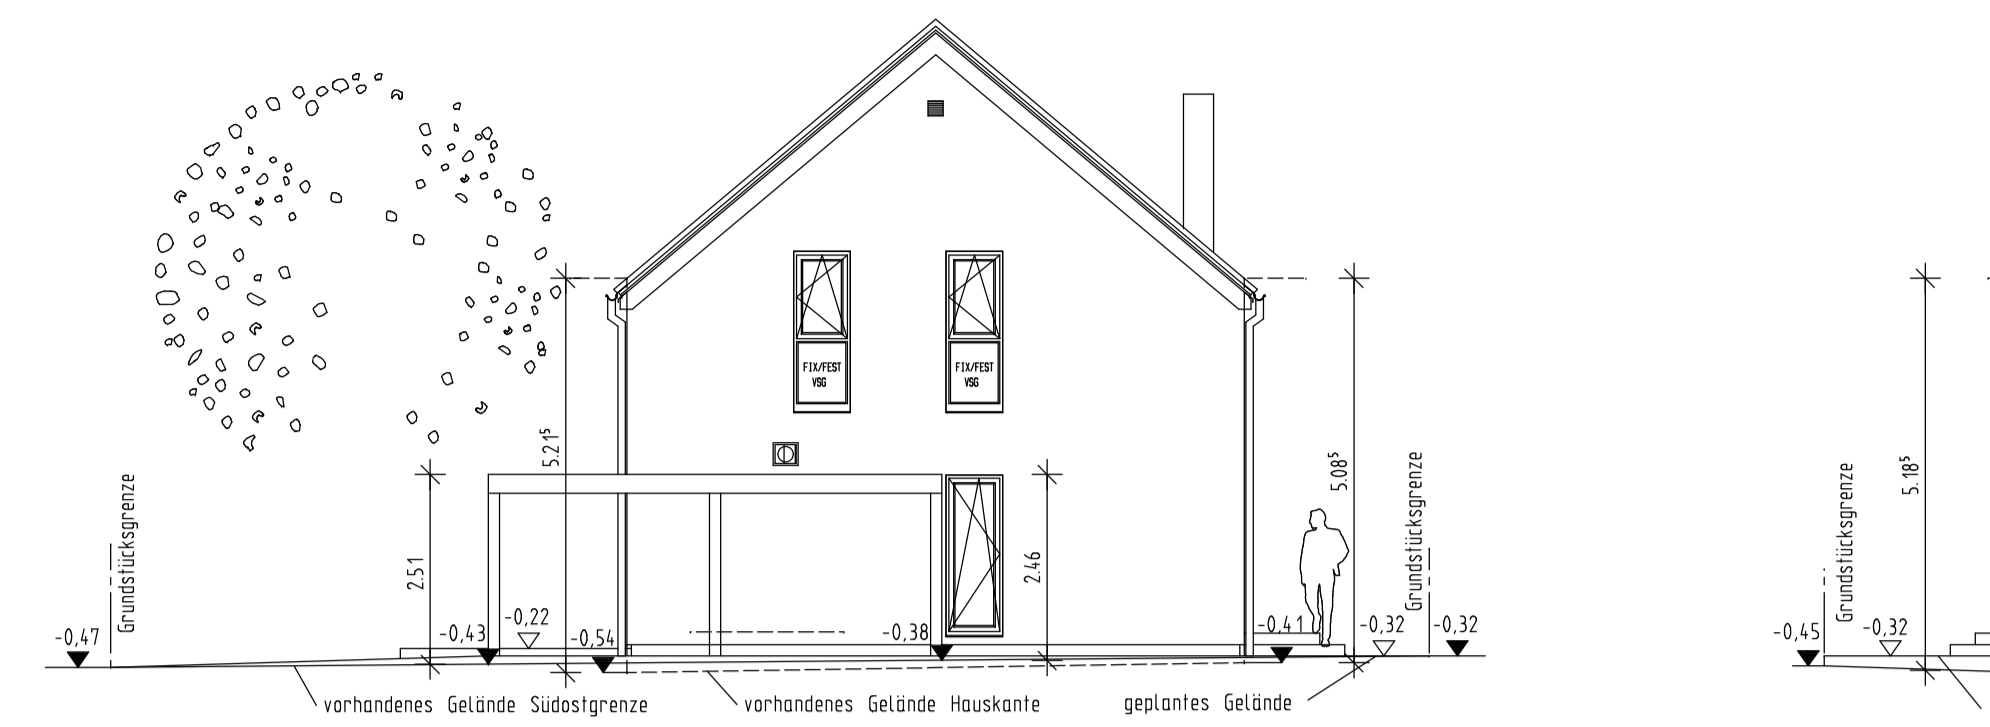 FIX/FEST
VSG
FIX/FEST
VSG
5.21⁵
5.08⁵
5.18⁵
Grundstücksgrenze
Grundstücksgrenze
Grundstücksgrenze
2.51
2.46
-0,47
-0,43
-0,22
-0,54
-0,38
-0,41
-0,32
-0,32
-0,45
-0,32
vorhandenes Gelände Südostgrenze
vorhandenes Gelände Hauskante
geplantes Gelände